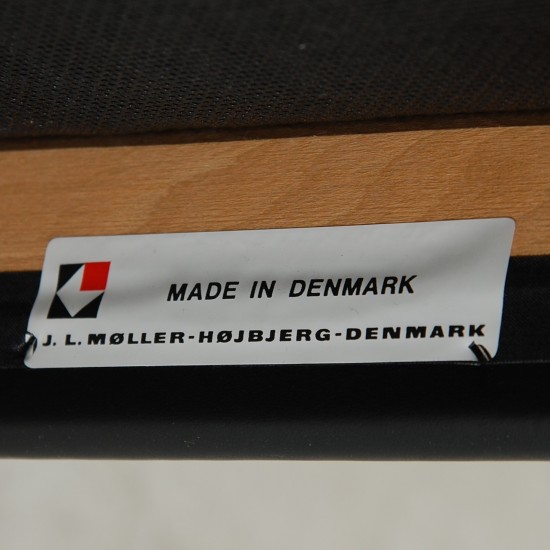 MADE IN DENMARK
J. L. MØLLER-HØJBJERG-DENMARK